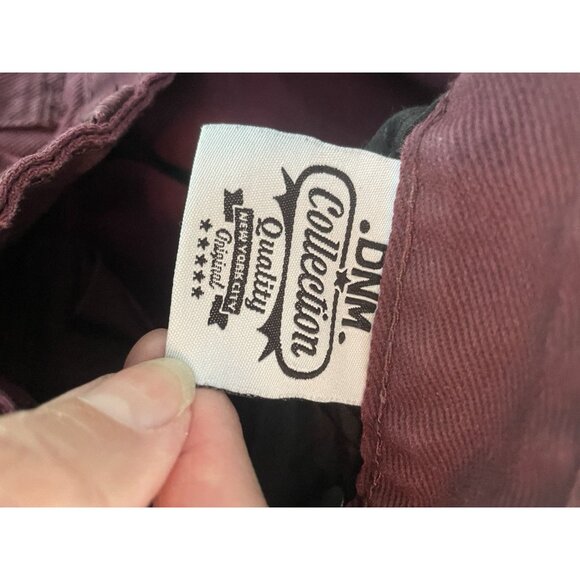 .DNM.
Collection
Quality
NEW YORK CITY
Original